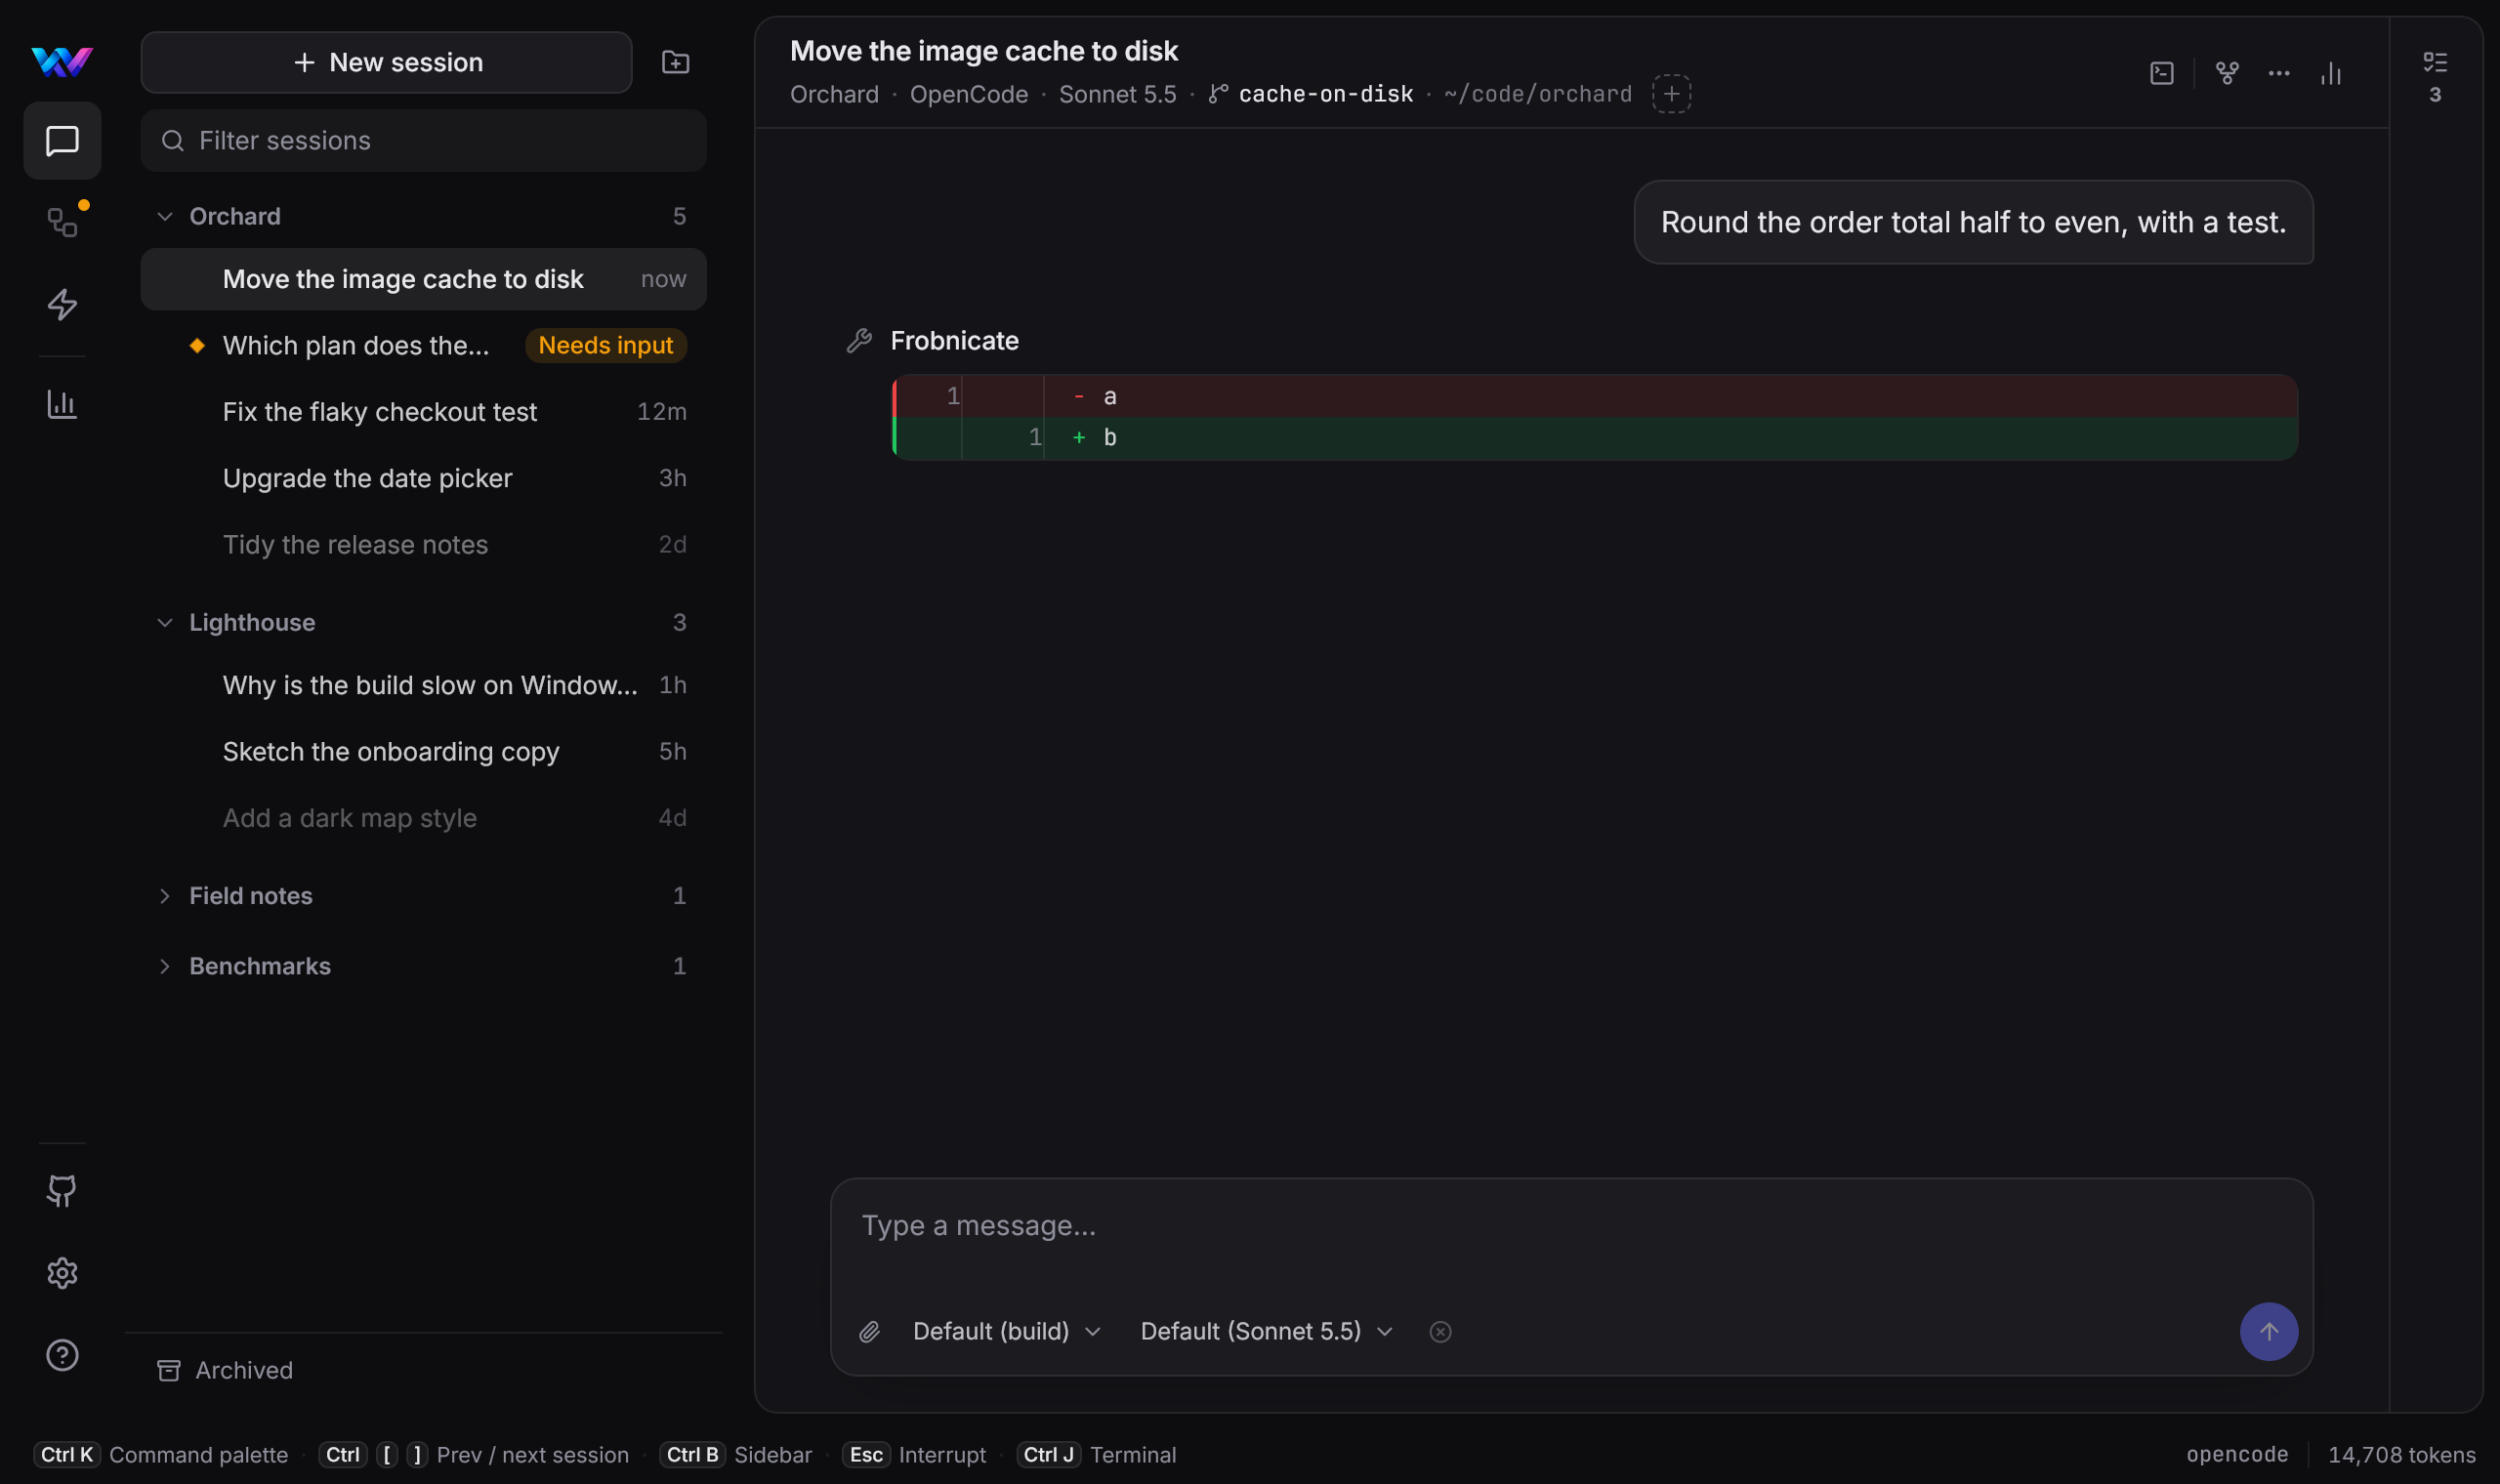 New session
Filter sessions
Orchard 5
Move the image cache to disk now
Which plan does the... Needs input
Fix the flaky checkout test 12m
Upgrade the date picker 3h
Tidy the release notes 2d
Lighthouse 3
Why is the build slow on Window... 1h
Sketch the onboarding copy 5h
Add a dark map style 4d
Field notes 1
Benchmarks 1
Archived
Move the image cache to disk
Orchard · OpenCode · Sonnet 5.5 · cache-on-disk · ~/code/orchard
3
Round the order total half to even, with a test.
Frobnicate
1 - a
1 + b
Type a message...
Default (build) Default (Sonnet 5.5)
Ctrl K Command palette · Ctrl [ ] Prev / next session · Ctrl B Sidebar · Esc Interrupt · Ctrl J Terminal
opencode 14,708 tokens